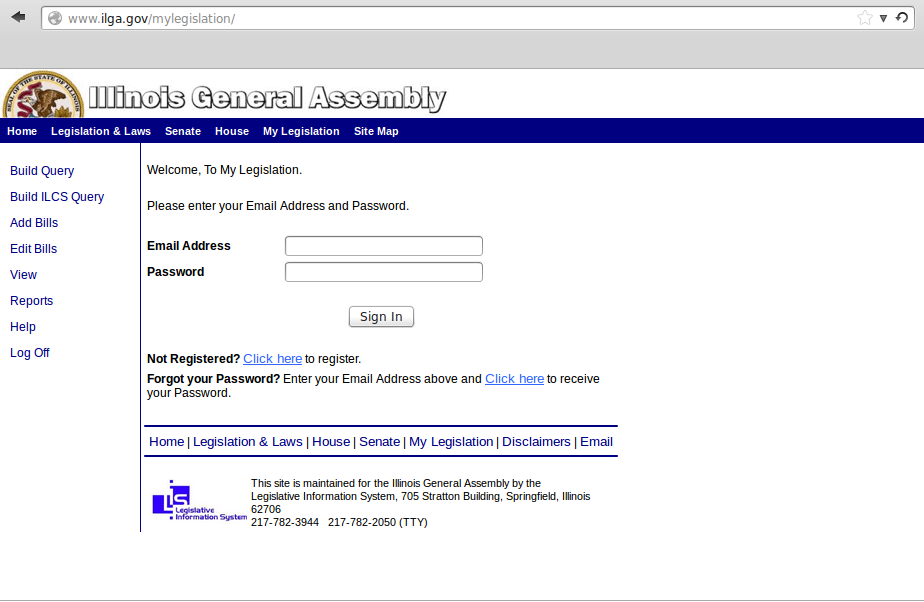 www.ilga.gov/mylegislation/
SEAL OF THE STATE OF ILLINOIS
Illinois General Assembly
Home Legislation & Laws Senate House My Legislation Site Map
Build Query
Build ILCS Query
Add Bills
Edit Bills
View
Reports
Help
Log Off
Welcome, To My Legislation.
Please enter your Email Address and Password.
Email Address
Password
Sign In
Not Registered? Click here to register.
Forgot your Password? Enter your Email Address above and Click here to receive
your Password.
Home | Legislation & Laws | House | Senate | My Legislation | Disclaimers | Email
LIS
Legislative
Information System
This site is maintained for the Illinois General Assembly by the
Legislative Information System, 705 Stratton Building, Springfield, Illinois
62706
217-782-3944 217-782-2050 (TTY)